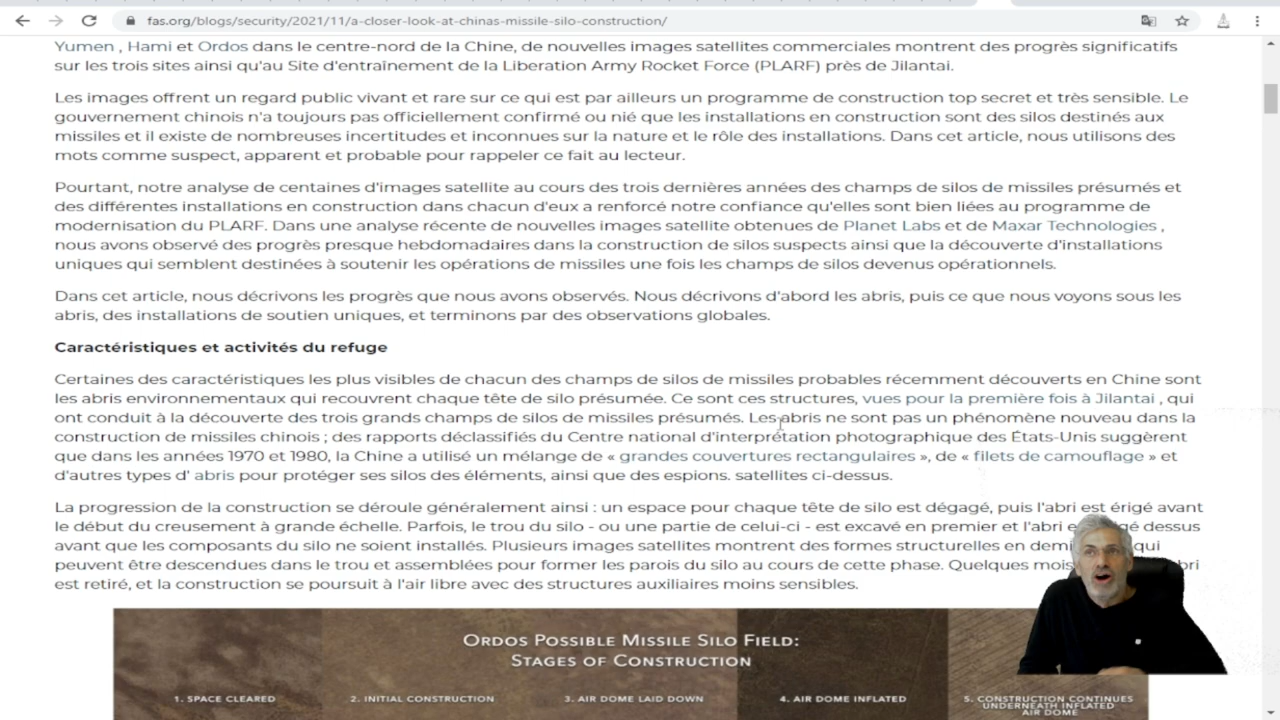 fas.org/blogs/security/2021/11/a-closer-look-at-chinas-missile-silo-construction/
Yumen , Hami et Ordos dans le centre-nord de la Chine, de nouvelles images satellites commerciales montrent des progrès significatifs
sur les trois sites ainsi qu'au Site d'entraînement de la Liberation Army Rocket Force (PLARF) près de Jilantai.
Les images offrent un regard public vivant et rare sur ce qui est par ailleurs un programme de construction top secret et très sensible. Le
gouvernement chinois n'a toujours pas officiellement confirmé ou nié que les installations en construction sont des silos destinés aux
missiles et il existe de nombreuses incertitudes et inconnues sur la nature et le rôle des installations. Dans cet article, nous utilisons des
mots comme suspect, apparent et probable pour rappeler ce fait au lecteur.
Pourtant, notre analyse de centaines d'images satellite au cours des trois dernières années des champs de silos de missiles présumés et
des différentes installations en construction dans chacun d'eux a renforcé notre confiance qu'elles sont bien liées au programme de
modernisation du PLARF. Dans une analyse récente de nouvelles images satellite obtenues de Planet Labs et de Maxar Technologies ,
nous avons observé des progrès presque hebdomadaires dans la construction de silos suspects ainsi que la découverte d'installations
uniques qui semblent destinées à soutenir les opérations de missiles une fois les champs de silos devenus opérationnels.
Dans cet article, nous décrivons les progrès que nous avons observés. Nous décrivons d'abord les abris, puis ce que nous voyons sous les
abris, des installations de soutien uniques, et terminons par des observations globales.
Caractéristiques et activités du refuge
Certaines des caractéristiques les plus visibles de chacun des champs de silos de missiles probables récemment découverts en Chine sont
les abris environnementaux qui recouvrent chaque tête de silo présumée. Ce sont ces structures, vues pour la première fois à Jilantai , qui
ont conduit à la découverte des trois grands champs de silos de missiles présumés. Les abris ne sont pas un phénomène nouveau dans la
construction de missiles chinois ; des rapports déclassifiés du Centre national d'interprétation photographique des États-Unis suggèrent
que dans les années 1970 et 1980, la Chine a utilisé un mélange de « grandes couvertures rectangulaires », de « filets de camouflage » et
d'autres types d' abris pour protéger ses silos des éléments, ainsi que des espions. satellites ci-dessus.
La progression de la construction se déroule généralement ainsi : un espace pour chaque tête de silo est dégagé, puis l'abri est érigé avant
le début du creusement à grande échelle. Parfois, le trou du silo - ou une partie de celui-ci - est excavé en premier et l'abri dessus
avant que les composants du silo ne soient installés. Plusieurs images satellites montrent des formes structurelles en qui
peuvent être descendues dans le trou et assemblées pour former les parois du silo au cours de cette phase. Quelques
est retiré, et la construction se poursuit à l'air libre avec des structures auxiliaires moins sensibles.
ORDOS POSSIBLE MISSILE SILO FIELD:
STAGES OF CONSTRUCTION
1. SPACE CLEARED 2. INITIAL CONSTRUCTION 3. AIR DOME LAID DOWN 4. AIR DOME INFLATED 5. CONSTRUCTION CONTINUES
UNDERNEATH INFLATED
AIR DOME